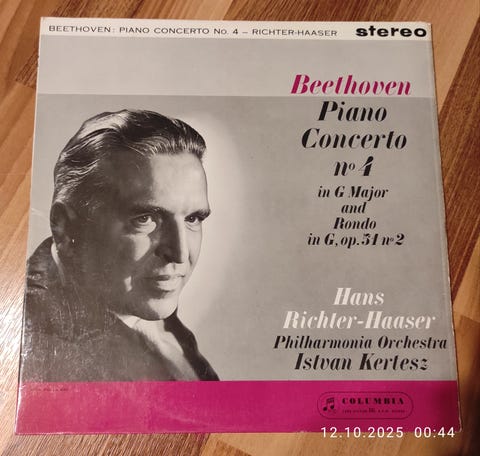 BEETHOVEN: PIANO CONCERTO No. 4 – RICHTER-HAASER
stereo
Beethoven
Piano
Concerto
nº 4
in G Major
and
Rondo
in G, op. 51 nº 2
Hans
Richter-Haaser
Philharmonia Orchestra
Istvan Kertesz
COLUMBIA
12.10.2025 00:44